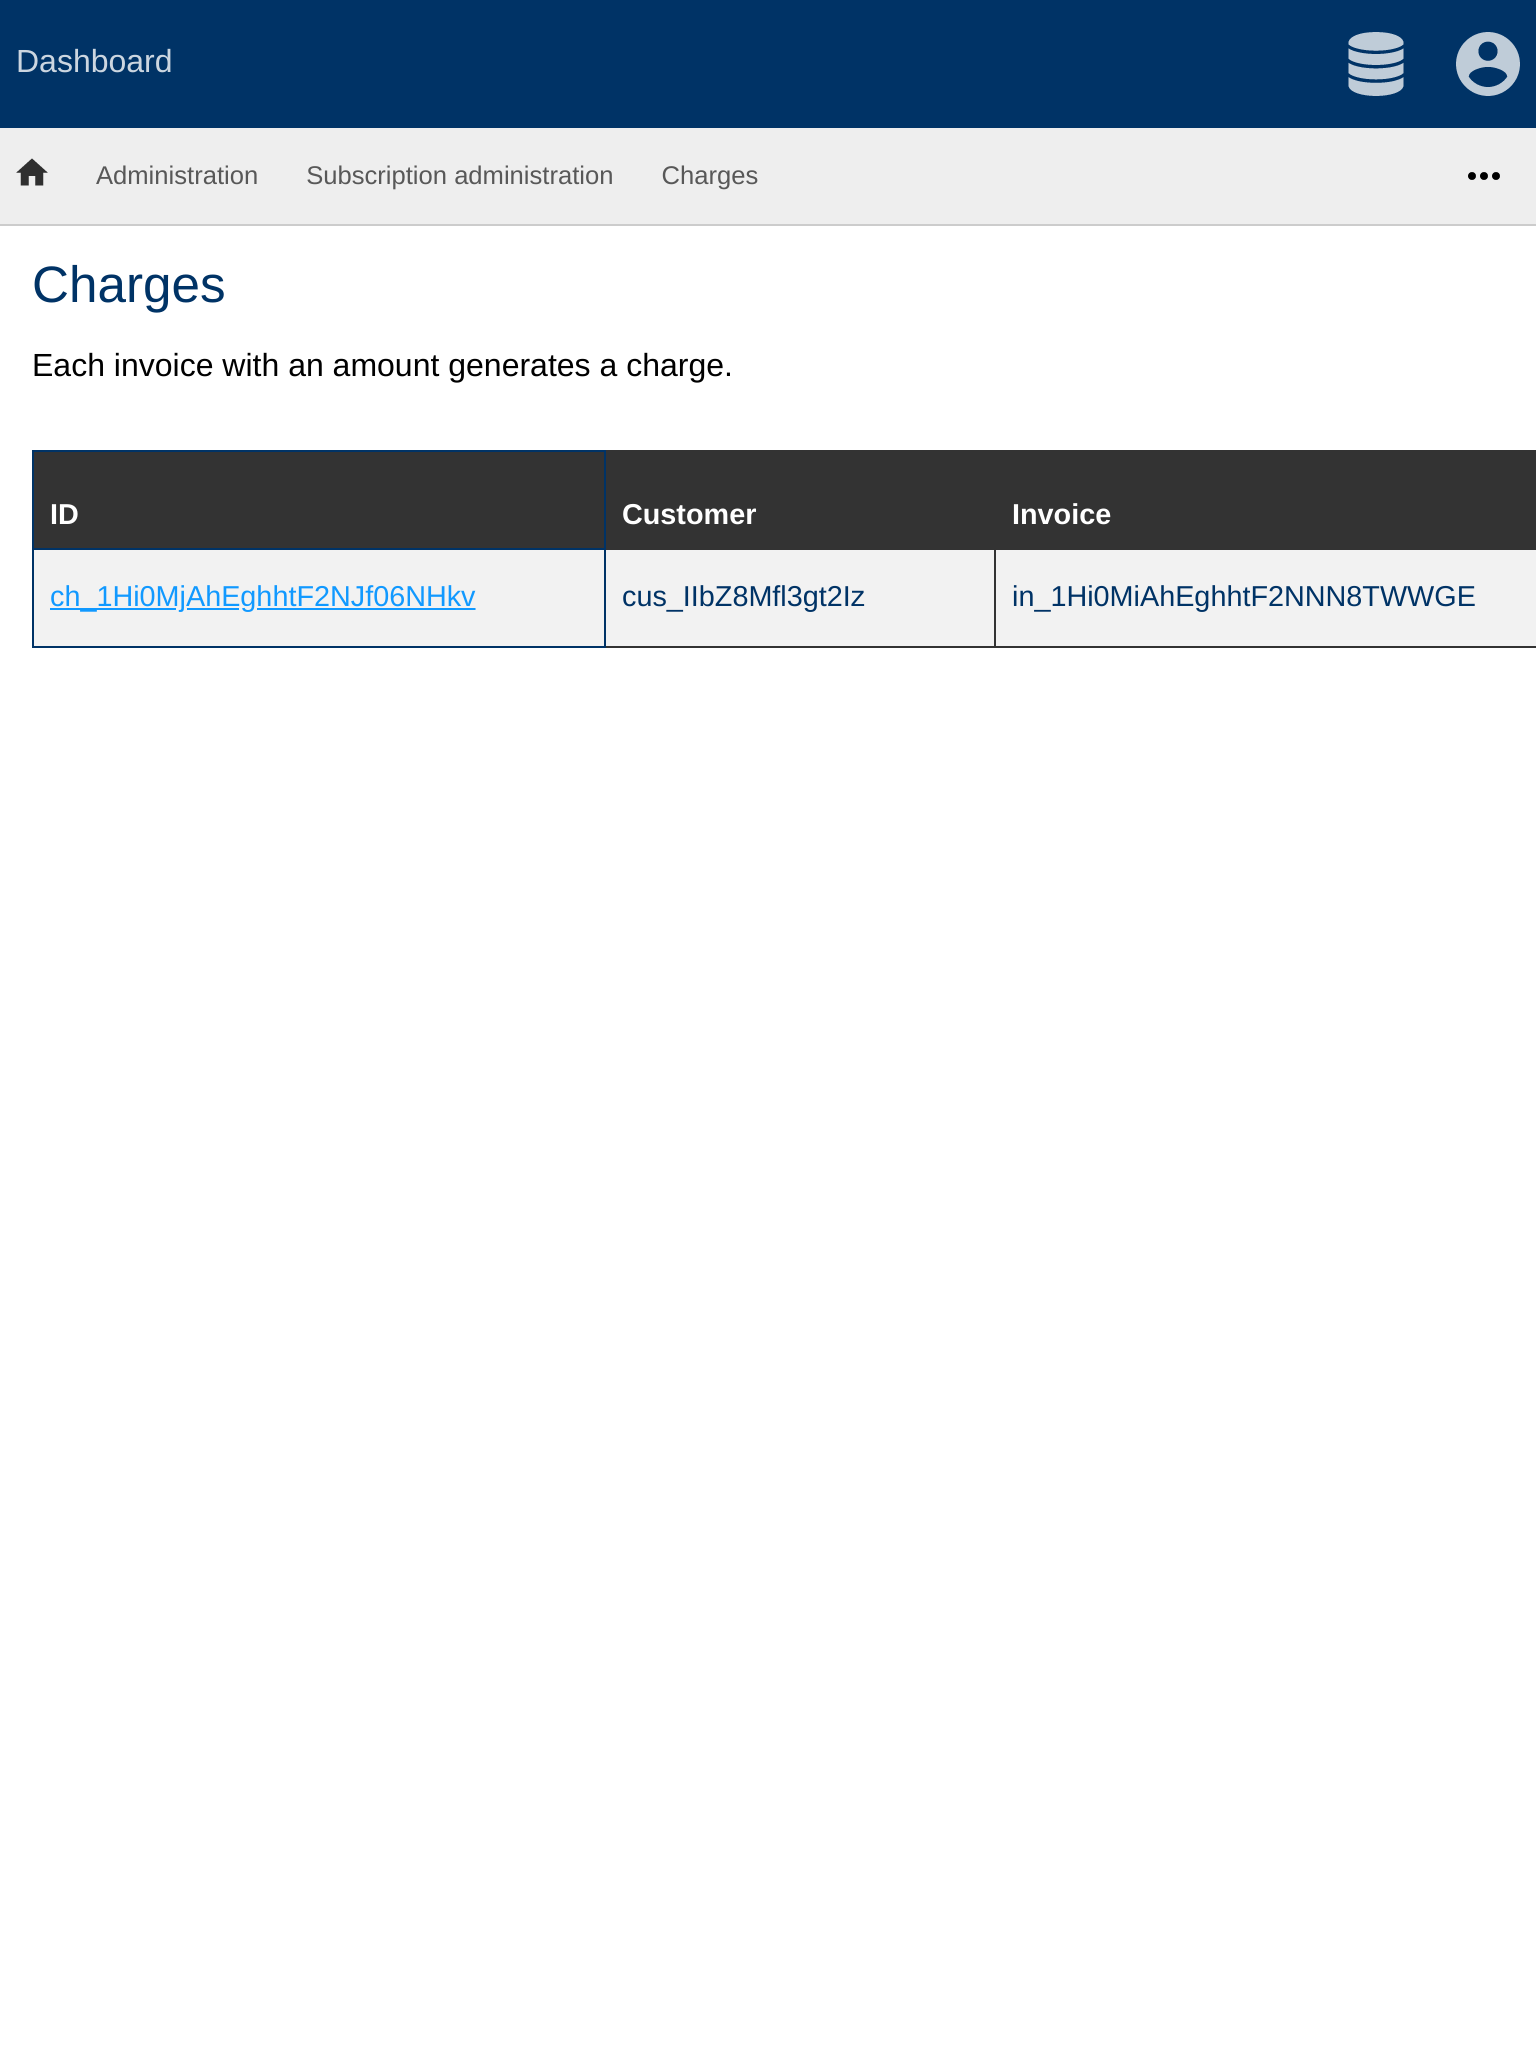 Dashboard
Administration Subscription administration Charges
Charges
Each invoice with an amount generates a charge.
ID Customer Invoice
ch_1Hi0MjAhEghhtF2NJf06NHkv cus_IIbZ8Mfl3gt2Iz in_1Hi0MiAhEghhtF2NNN8TWWGE